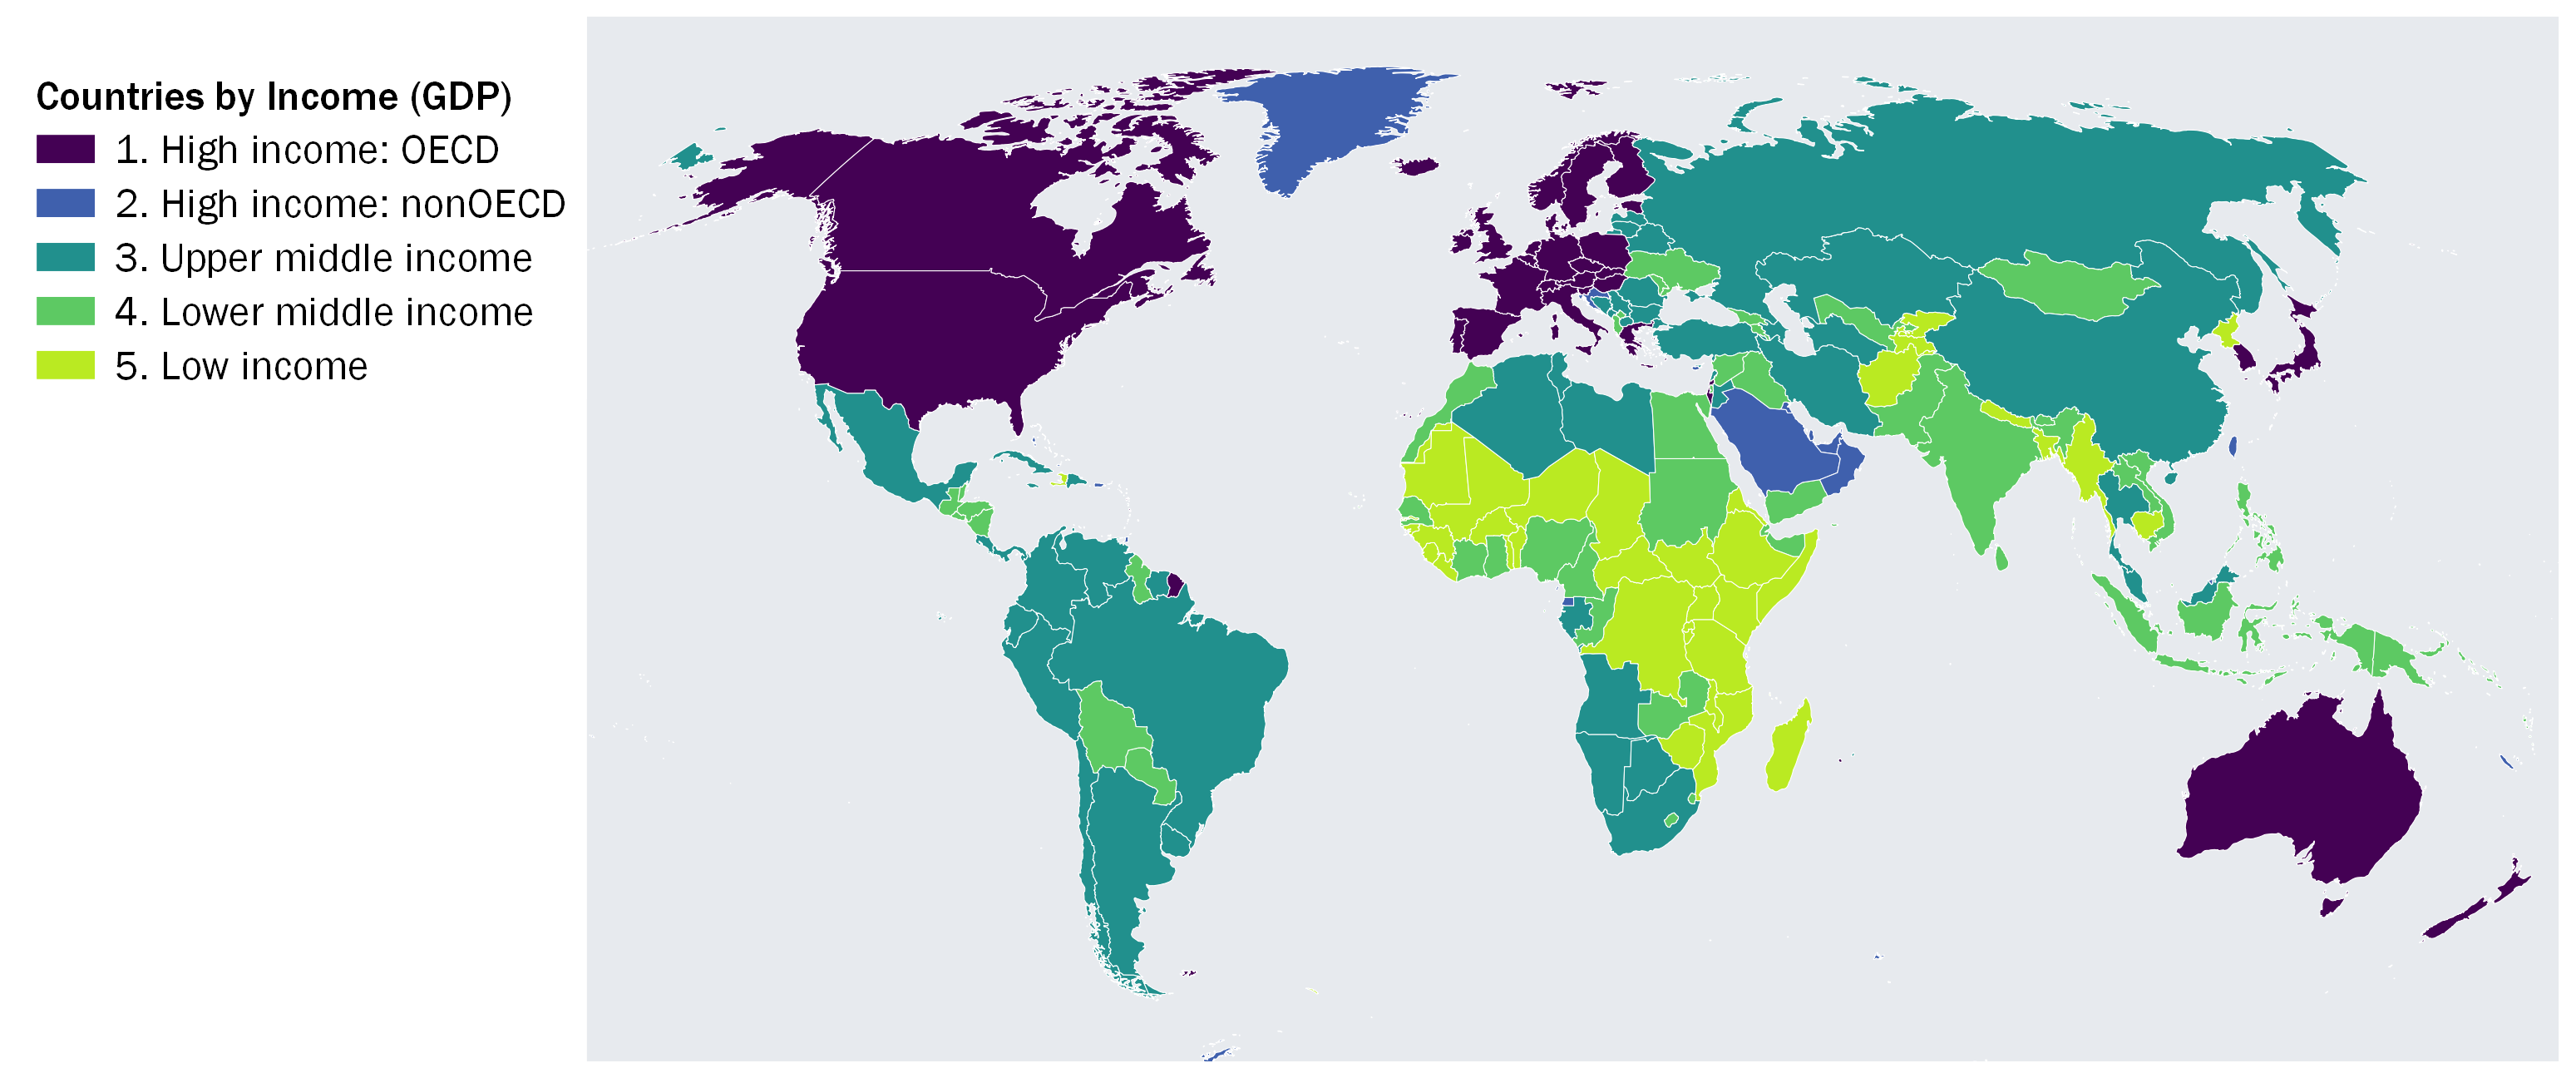 Countries by Income (GDP)
1. High income: OECD
2. High income: nonOECD
3. Upper middle income
4. Lower middle income
5. Low income